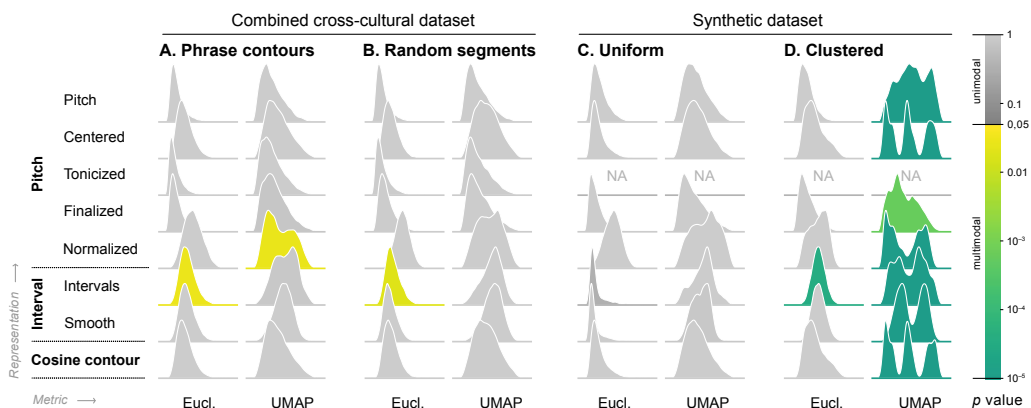 Combined cross-cultural dataset
Synthetic dataset
A. Phrase contours
B. Random segments
C. Uniform
D. Clustered
Pitch
Centered
Tonicized
Finalized
Normalized
Intervals
Smooth
Cosine contour
Pitch
Interval
Representation ⟶
Metric ⟶
NA
NA
NA
NA
Eucl.
UMAP
Eucl.
UMAP
Eucl.
UMAP
Eucl.
UMAP
unimodal
multimodal
1
0.1
0.05
0.01
10⁻³
10⁻⁴
10⁻⁵
p value